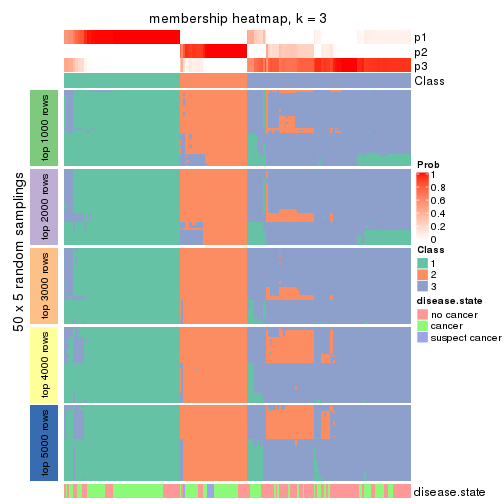 membership heatmap, k = 3
p1
p2
p3
Class
50 x 5 random samplings
top 1000 rows
top 2000 rows
top 3000 rows
top 4000 rows
top 5000 rows
Prob
1
0.8
0.6
0.4
0.2
0
Class
1
2
3
disease.state
no cancer
cancer
suspect cancer
disease.state